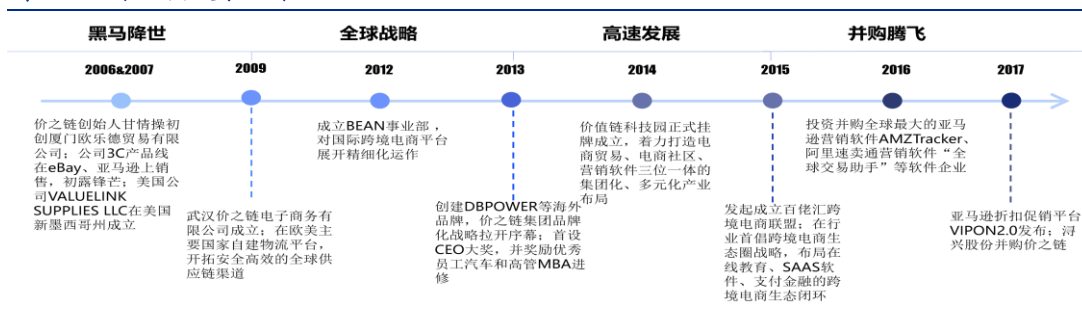 黑马降世
全球战略
高速发展
并购腾飞
2006&2007
2009
2012
2013
2014
2015
2016
2017
价之链创始人甘情操初
创厦门欧乐德贸易有限
公司；公司3C产品线
在eBay、亚马逊上销
售，初露锋芒；美国公
司VALUELINK
SUPPLIES LLC在美国
新墨西哥州成立
武汉价之链电子商务有
限公司成立；在欧美主
要国家自建物流平台，
开拓安全高效的全球供
应链渠道
成立BEAN事业部，
对国际跨境电商平台
展开精细化运作
创建DBPOWER等海外
品牌，价之链集团品牌
化战略拉开序幕；首设
CEO大奖，并奖励优秀
员工汽车和高管MBA进
修
价值链科技园正式挂
牌成立，着力打造电
商贸易、电商社区、
营销软件三位一体的
集团化、多元化产业
布局
发起成立百佬汇跨
境电商联盟；在行
业首倡跨境电商生
态圈战略，布局在
线教育、SAAS软
件、支付金融的跨
境电商生态闭环
投资并购全球最大的亚马
逊营销软件AMZTracker、
阿里速卖通营销软件“全
球交易助手”等软件企业
亚马逊折扣促销平台
VIPON2.0发布；浔
兴股份并购价之链